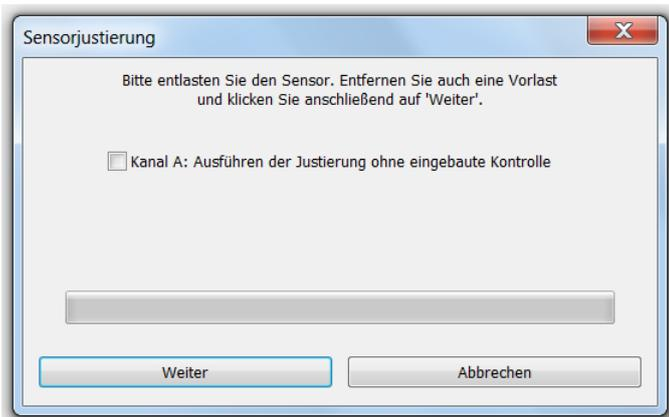 Sensorjustierung
Bitte entlasten Sie den Sensor. Entfernen Sie auch eine Vorlast
und klicken Sie anschließend auf 'Weiter'.
Kanal A: Ausführen der Justierung ohne eingebaute Kontrolle
Weiter
Abbrechen